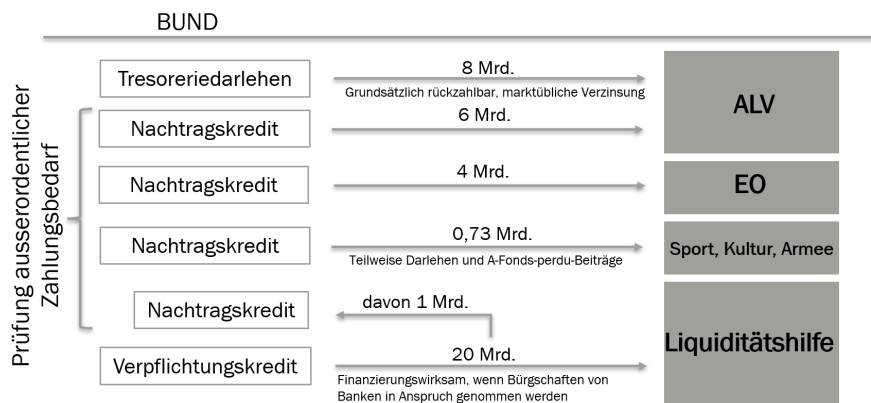 BUND
Prüfung ausserordentlicher
Zahlungsbedarf
Tresoreriedarlehen
8 Mrd.
Grundsätzlich rückzahlbar, marktübliche Verzinsung
ALV
Nachtragskredit
6 Mrd.
Nachtragskredit
4 Mrd.
EO
Nachtragskredit
0,73 Mrd.
Teilweise Darlehen und A-Fonds-perdu-Beiträge
Sport, Kultur, Armee
Nachtragskredit
davon 1 Mrd.
Verpflichtungskredit
20 Mrd.
Finanzierungswirksam, wenn Bürgschaften von
Banken in Anspruch genommen werden
Liquiditätshilfe